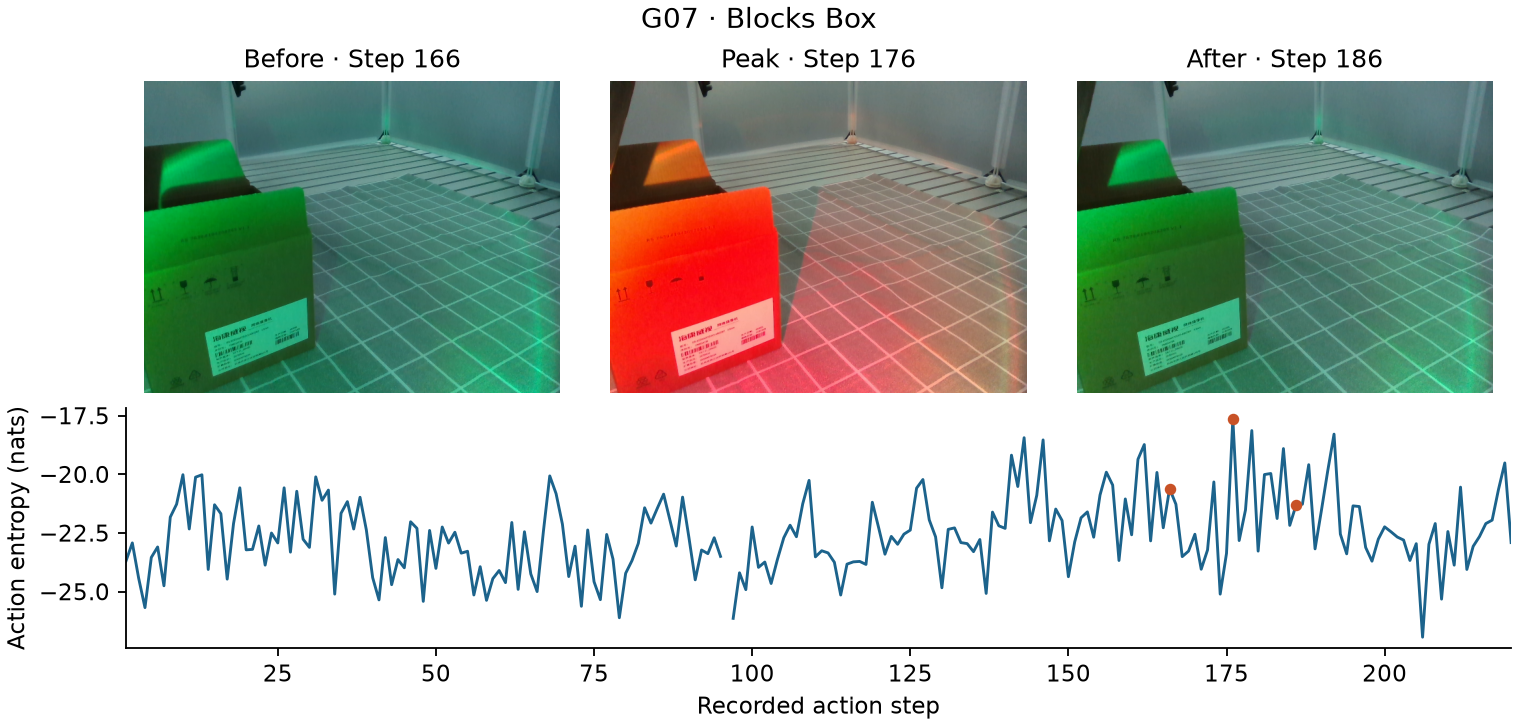 G07 · Blocks Box
Before · Step 166
Peak · Step 176
After · Step 186
Action entropy (nats)
−17.5
−20.0
−22.5
−25.0
25
50
75
100
125
150
175
200
Recorded action step